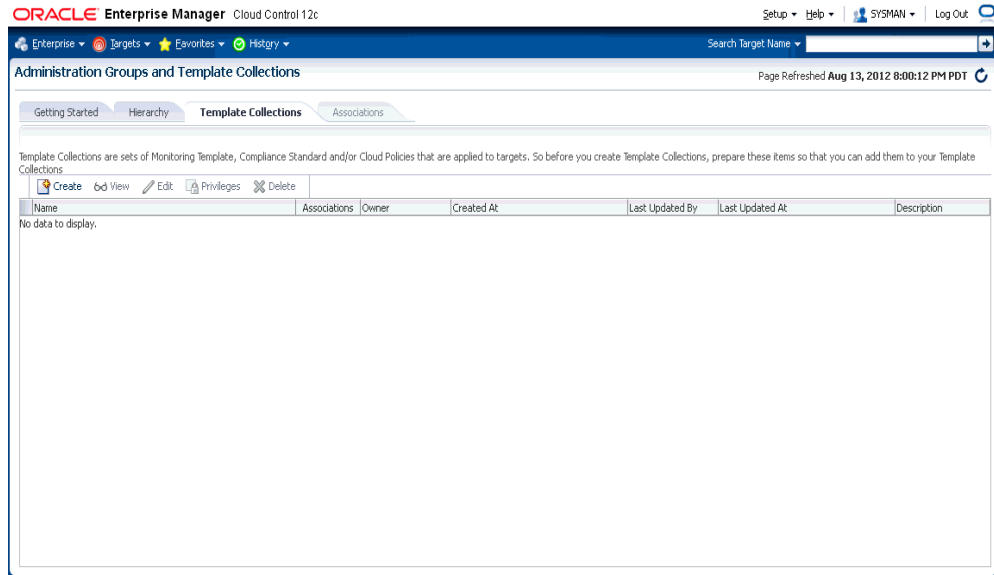 ORACLE Enterprise Manager Cloud Control 12c
Setup Help SYSMAN Log Out
Enterprise Targets Favorites History Search Target Name
Administration Groups and Template Collections
Page Refreshed Aug 13, 2012 8:00:12 PM PDT
Getting Started Hierarchy Template Collections Associations
Template Collections are sets of Monitoring Template, Compliance Standard and/or Cloud Policies that are applied to targets. So before you create Template Collections, prepare these items so that you can add them to your Template
Collections
Create View Edit Privileges Delete
Name Associations Owner Created At Last Updated By Last Updated At Description
No data to display.